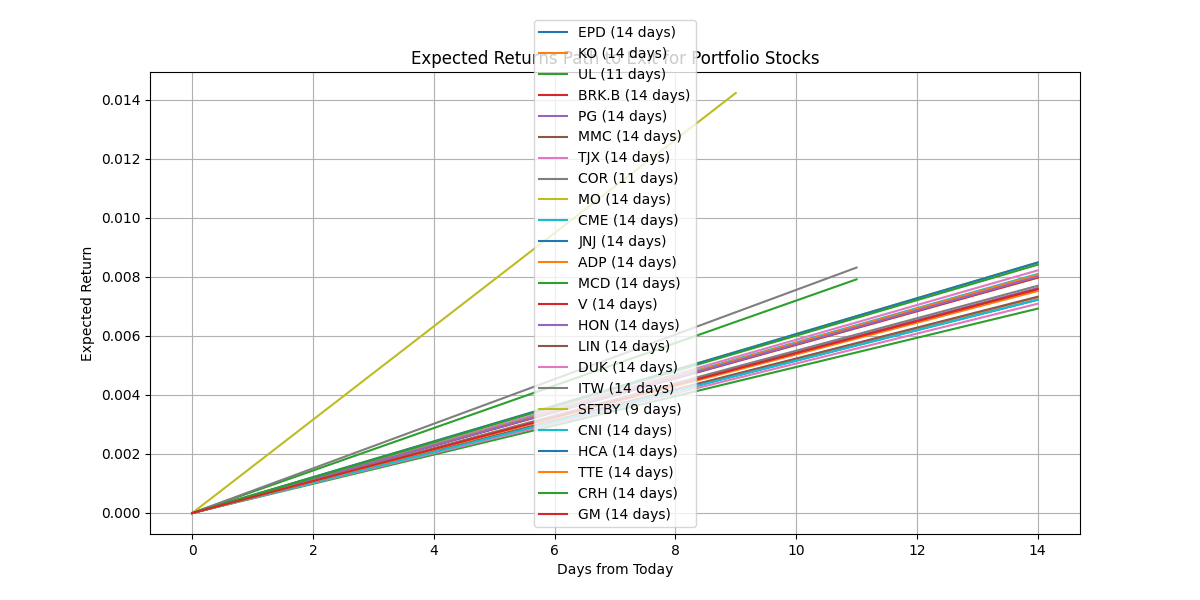 Expected Returns Path to Exit for Portfolio Stocks
EPD (14 days)
KO (14 days)
UL (11 days)
BRK.B (14 days)
PG (14 days)
MMC (14 days)
TJX (14 days)
COR (11 days)
MO (14 days)
CME (14 days)
JNJ (14 days)
ADP (14 days)
MCD (14 days)
V (14 days)
HON (14 days)
LIN (14 days)
DUK (14 days)
ITW (14 days)
SFTBY (9 days)
CNI (14 days)
HCA (14 days)
TTE (14 days)
CRH (14 days)
GM (14 days)
Expected Return
0.014
0.012
0.010
0.008
0.006
0.004
0.002
0.000
0 2 4 6 8 10 12 14
Days from Today